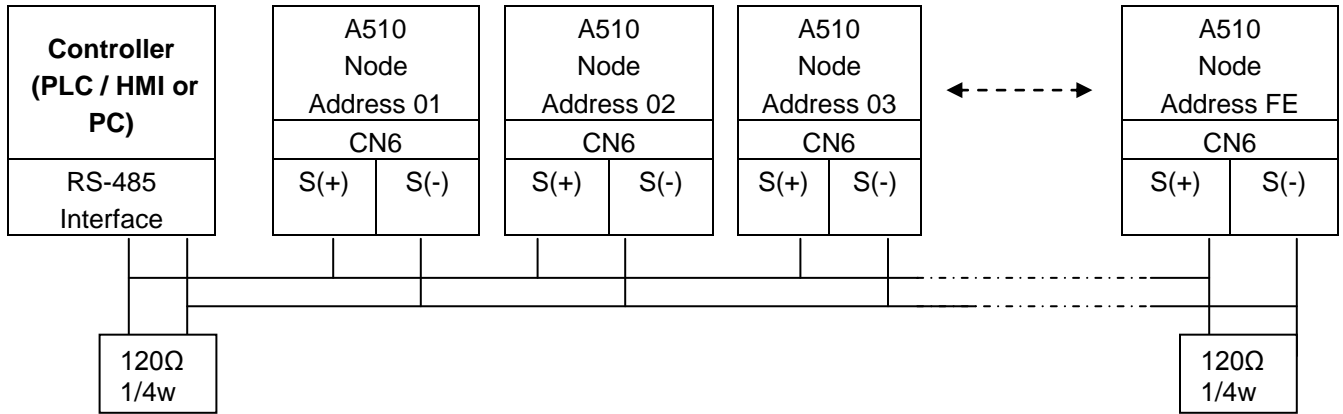 Controller
(PLC / HMI or
PC)
RS-485
Interface
A510
Node
Address 01
CN6
S(+) S(-)
A510
Node
Address 02
CN6
S(+) S(-)
A510
Node
Address 03
CN6
S(+) S(-)
A510
Node
Address FE
CN6
S(+) S(-)
120Ω
1/4w
120Ω
1/4w